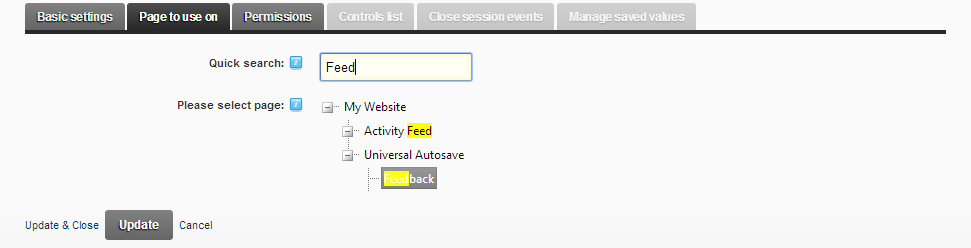 Basic settings Page to use on Permissions Controls list Close session events Manage saved values
Quick search: i Feed
Please select page: i My Website
Activity Feed
Universal Autosave
Feedback
Update & Close Update Cancel